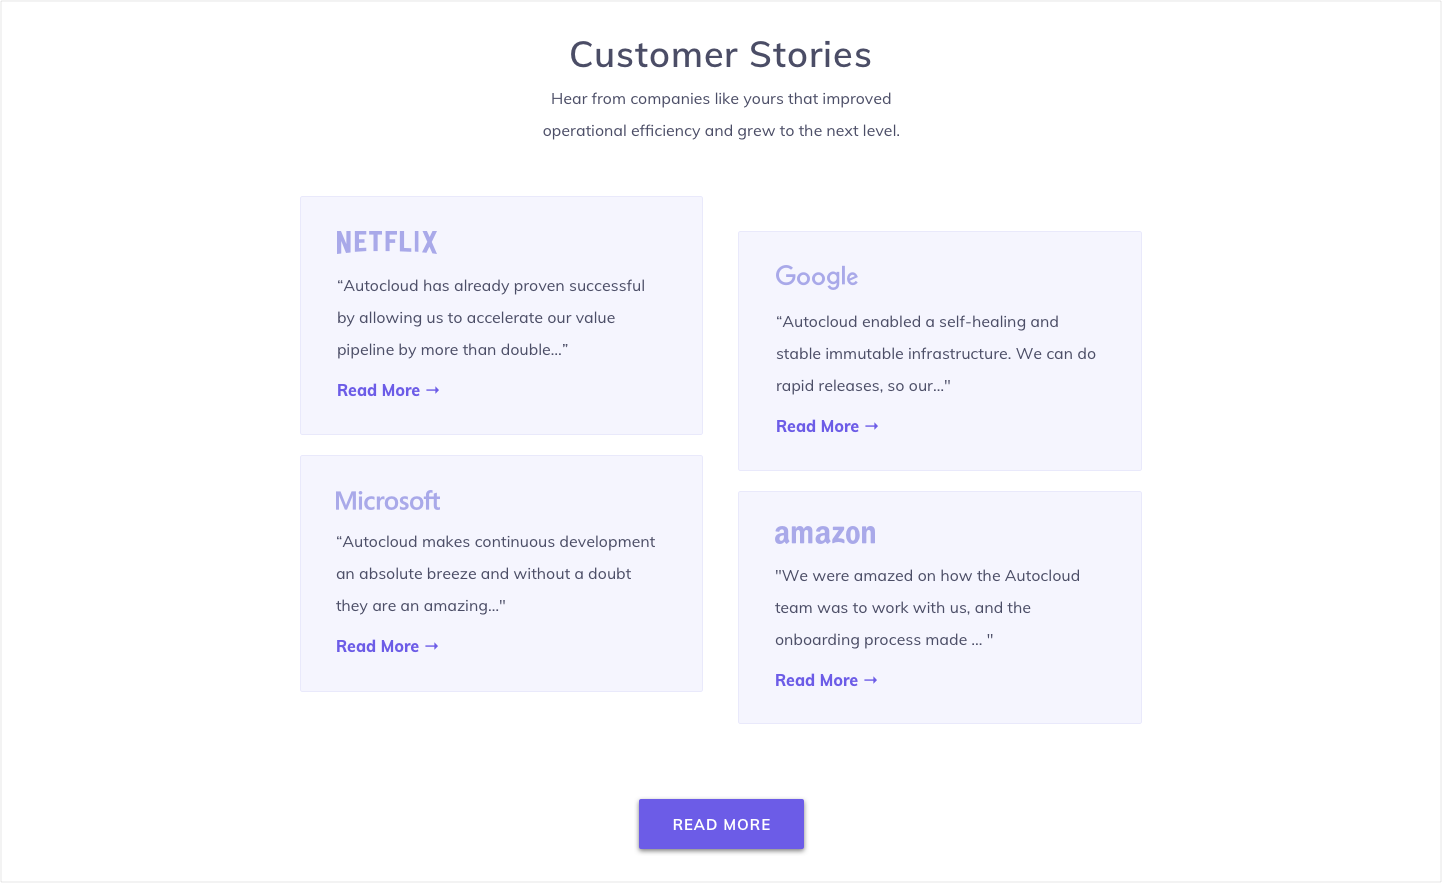 Customer Stories
Hear from companies like yours that improved
operational efficiency and grew to the next level.
NETFLIX
“Autocloud has already proven successful
by allowing us to accelerate our value
pipeline by more than double...”
Read More →
Google
“Autocloud enabled a self-healing and
stable immutable infrastructure. We can do
rapid releases, so our..."
Read More →
Microsoft
“Autocloud makes continuous development
an absolute breeze and without a doubt
they are an amazing..."
Read More →
amazon
"We were amazed on how the Autocloud
team was to work with us, and the
onboarding process made ... "
Read More →
READ MORE